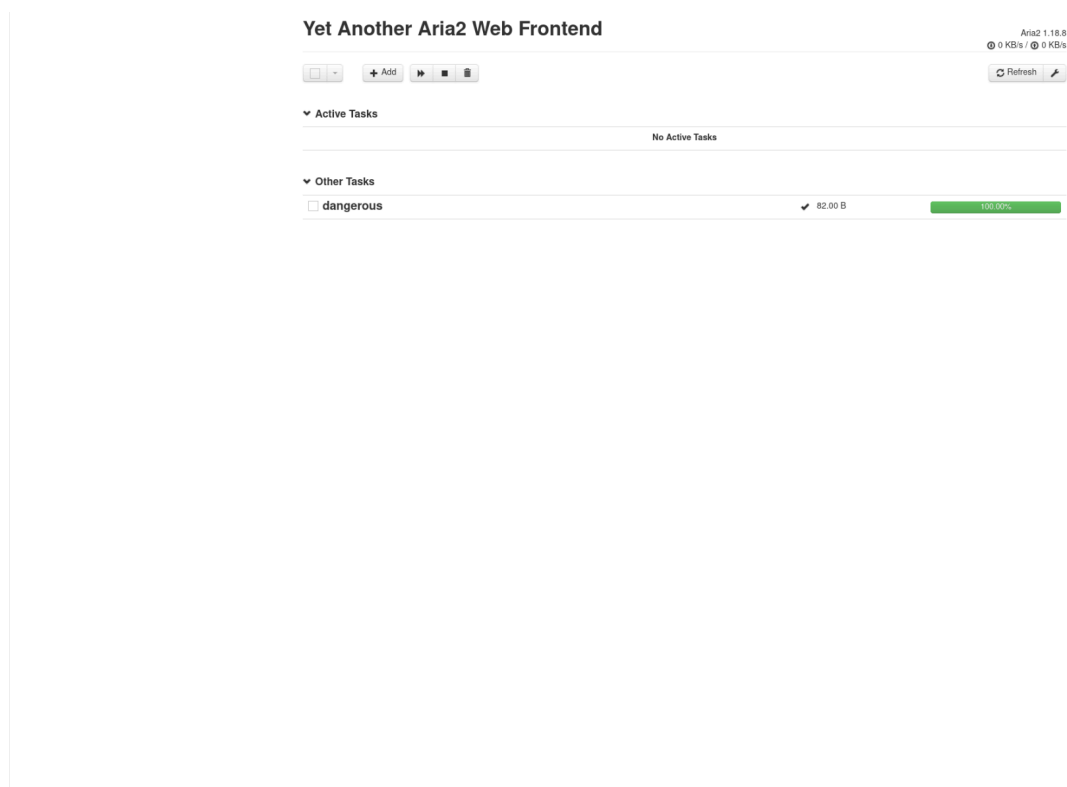 Yet Another Aria2 Web Frontend
Aria2 1.18.8
0 KB/s / 0 KB/s
Add
Refresh
Active Tasks
No Active Tasks
Other Tasks
dangerous 82.00 B 100.00%